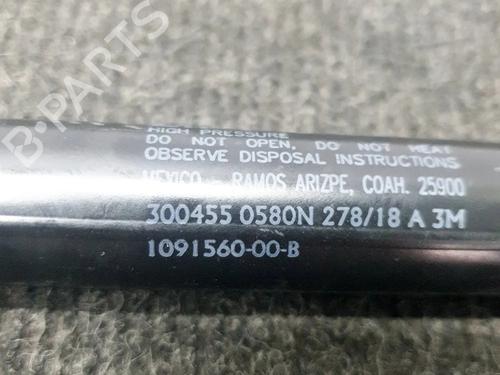 B-PARTS
HIGH PRESSURE
DO NOT OPEN, DO NOT HEAT
OBSERVE DISPOSAL INSTRUCTIONS.
MEXICO - RAMOS ARIZPE, COAH. 25900
300455 0580N 278/18 A 3M
1091560-00-B